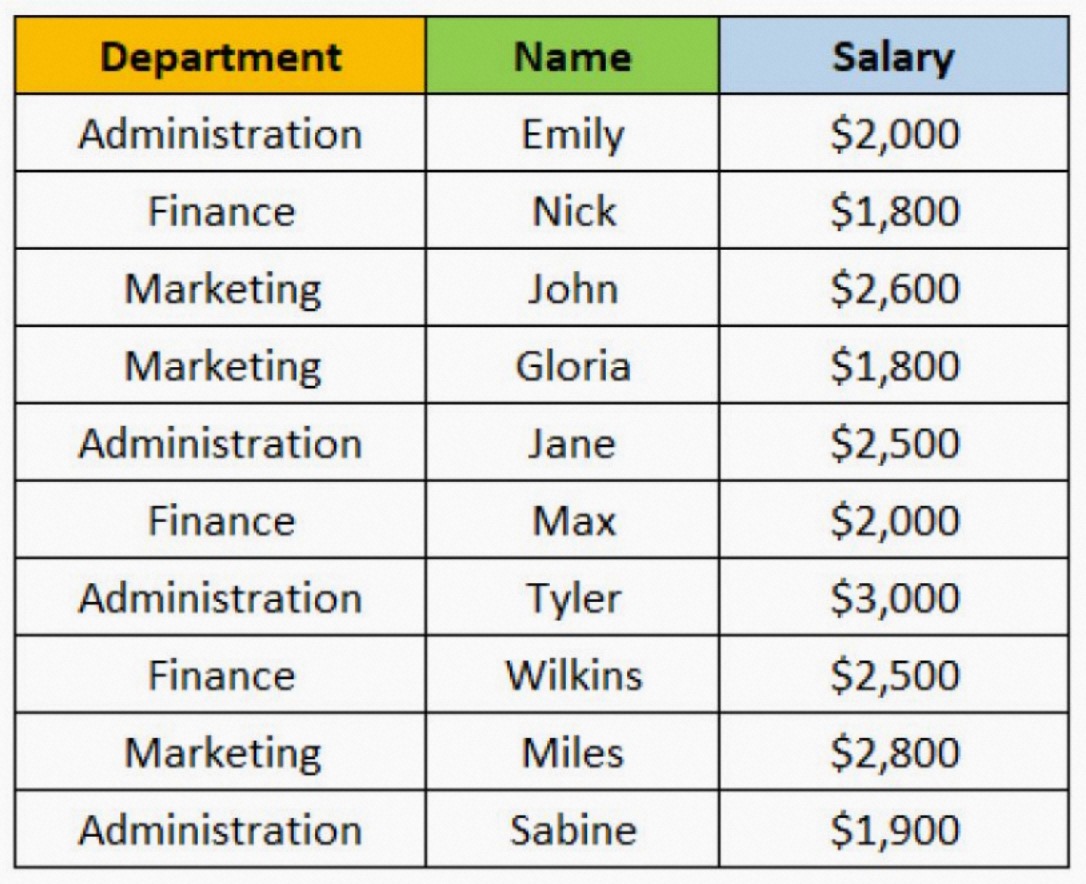 Department Name Salary
Administration Emily $2,000
Finance Nick $1,800
Marketing John $2,600
Marketing Gloria $1,800
Administration Jane $2,500
Finance Max $2,000
Administration Tyler $3,000
Finance Wilkins $2,500
Marketing Miles $2,800
Administration Sabine $1,900